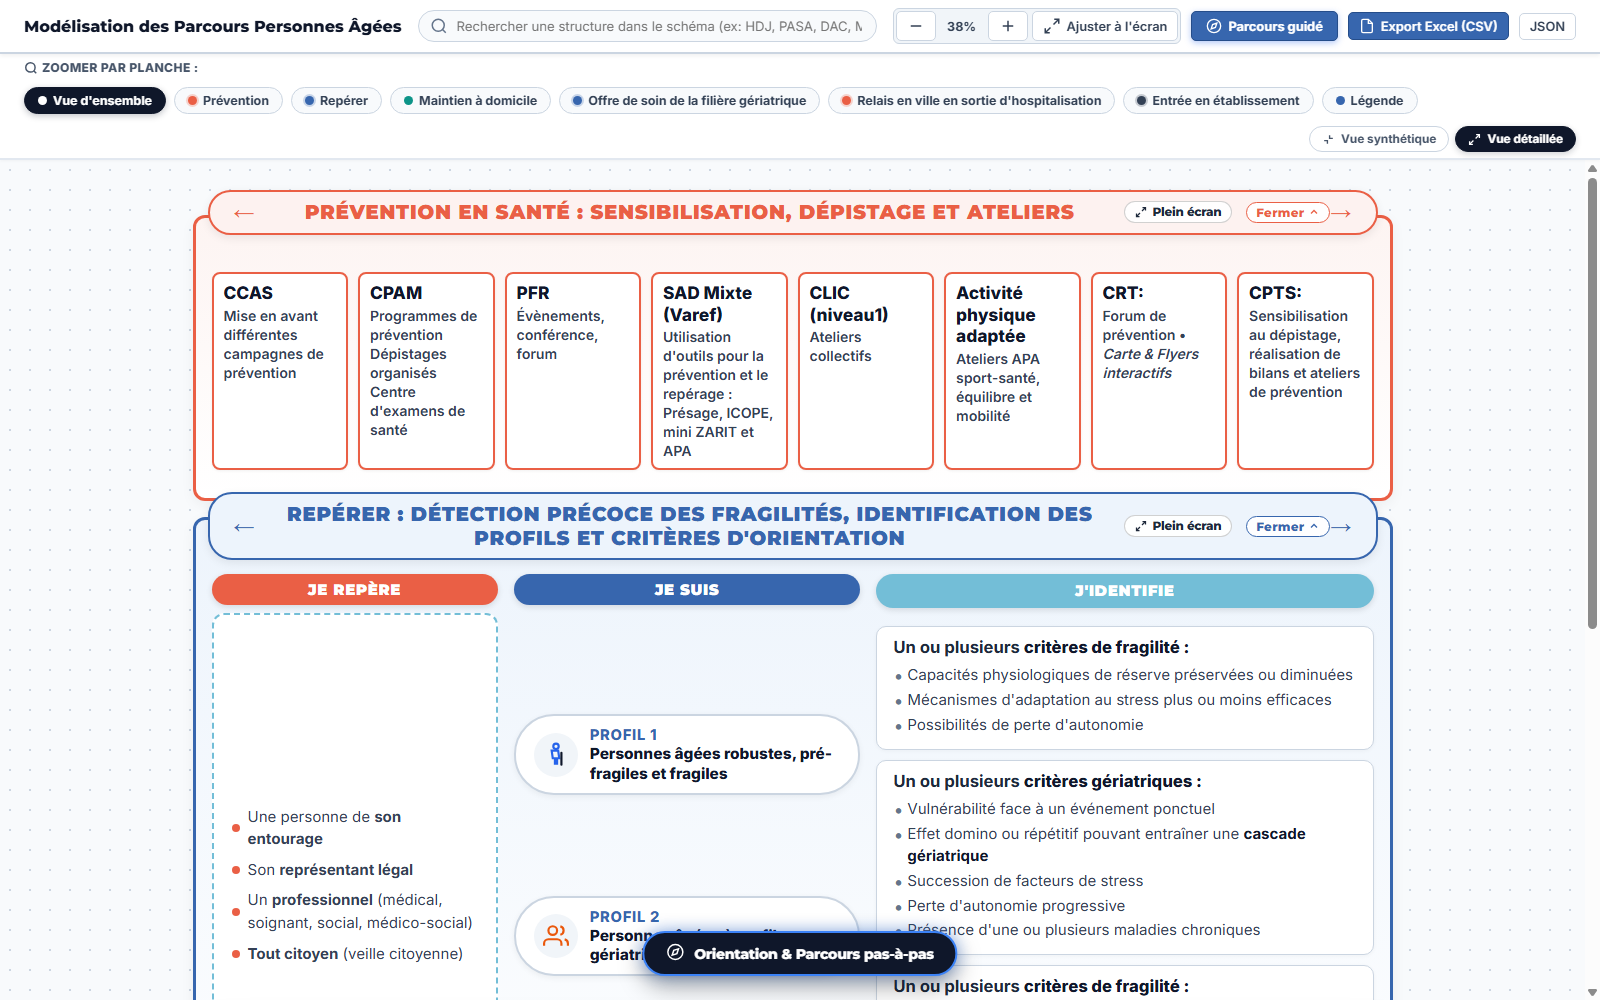 Modélisation des Parcours Personnes Âgées
Rechercher une structure dans le schéma (ex: HDJ, PASA, DAC, M
38%
Ajuster à l'écran
Parcours guidé
Export Excel (CSV)
JSON
ZOOMER PAR PLANCHE :
Vue d'ensemble
Prévention
Repérer
Maintien à domicile
Offre de soin de la filière gériatrique
Relais en ville en sortie d'hospitalisation
Entrée en établissement
Légende
Vue synthétique
Vue détaillée
← PRÉVENTION EN SANTÉ : SENSIBILISATION, DÉPISTAGE ET ATELIERS
Plein écran
Fermer →
CCAS
Mise en avant
différentes
campagnes de
prévention
CPAM
Programmes de
prévention
Dépistages
organisés
Centre
d'examens de
santé
PFR
Évènements,
conférence,
forum
SAD Mixte
(Varef)
Utilisation
d'outils pour la
prévention et le
repérage :
Présage, ICOPE,
mini ZARIT et
APA
CLIC
(niveau1)
Ateliers
collectifs
Activité
physique
adaptée
Ateliers APA
sport-santé,
équilibre et
mobilité
CRT:
Forum de
prévention •
Carte & Flyers
interactifs
CPTS:
Sensibilisation
au dépistage,
réalisation de
bilans et ateliers
de prévention
← REPÉRER : DÉTECTION PRÉCOCE DES FRAGILITÉS, IDENTIFICATION DES
PROFILS ET CRITÈRES D'ORIENTATION
Plein écran
Fermer →
JE REPÈRE
• Une personne de son
entourage
• Son représentant légal
• Un professionnel (médical,
soignant, social, médico-social)
• Tout citoyen (veille citoyenne)
JE SUIS
PROFIL 1
Personnes âgées robustes, pré-
fragiles et fragiles
PROFIL 2
J'IDENTIFIE
Un ou plusieurs critères de fragilité :
• Capacités physiologiques de réserve préservées ou diminuées
• Mécanismes d'adaptation au stress plus ou moins efficaces
• Possibilités de perte d'autonomie
Un ou plusieurs critères gériatriques :
• Vulnérabilité face à un événement ponctuel
• Effet domino ou répétitif pouvant entraîner une cascade
gériatrique
• Succession de facteurs de stress
• Perte d'autonomie progressive
• Présence d'une ou plusieurs maladies chroniques
Un ou plusieurs critères de fragilité :
Orientation & Parcours pas-à-pas